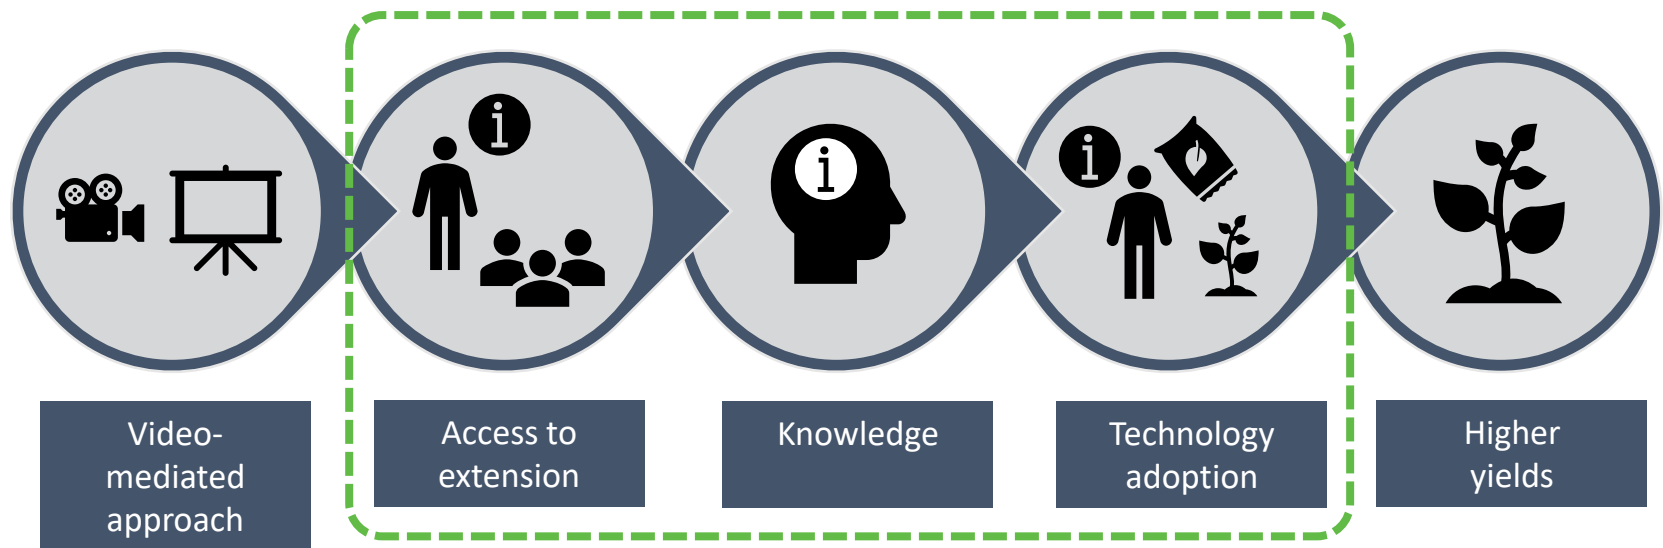 i
i
i
Video-
mediated
approach
Access to
extension
Knowledge
Technology
adoption
Higher
yields